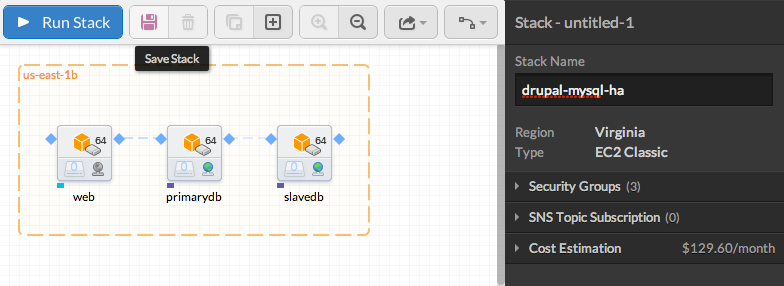 Run Stack
Save Stack
us-east-1b
64
64
64
web
primarydb
slavedb
Stack - untitled-1
Stack Name
drupal-mysql-ha
Region Virginia
Type EC2 Classic
Security Groups (3)
SNS Topic Subscription (0)
Cost Estimation $129.60/month